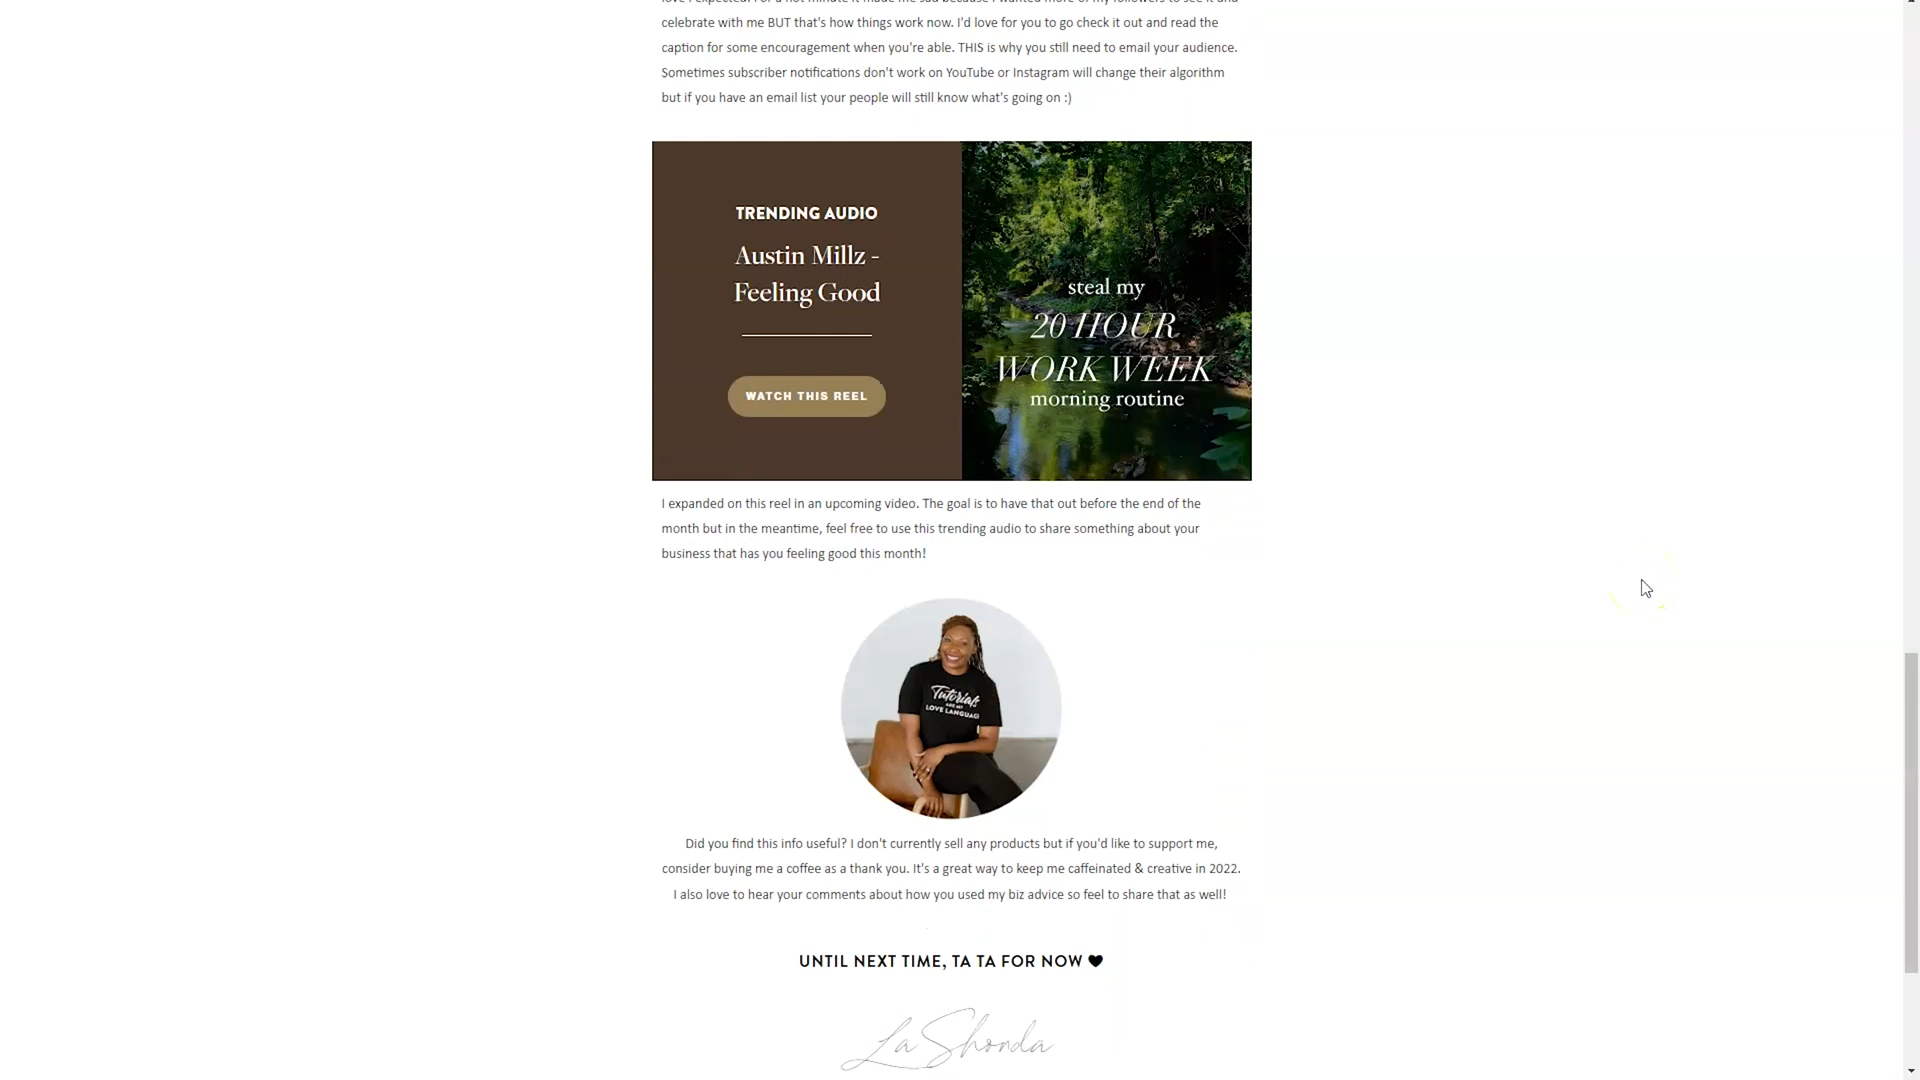 celebrate with me BUT that's how things work now. I'd love for you to go check it out and read the
caption for some encouragement when you're able. THIS is why you still need to email your audience.
Sometimes subscriber notifications don't work on YouTube or Instagram will change their algorithm
but if you have an email list your people will still know what's going on :)
TRENDING AUDIO
Austin Millz -
Feeling Good
WATCH THIS REEL
steal my
20 HOUR
WORK WEEK
morning routine
I expanded on this reel in an upcoming video. The goal is to have that out before the end of the
month but in the meantime, feel free to use this trending audio to share something about your
business that has you feeling good this month!
Tutorials
ARE MY
LOVE LANGUAGE
Did you find this info useful? I don't currently sell any products but if you'd like to support me,
consider buying me a coffee as a thank you. It's a great way to keep me caffeinated & creative in 2022.
I also love to hear your comments about how you used my biz advice so feel to share that as well!
UNTIL NEXT TIME, TA TA FOR NOW ♥
LaShonda